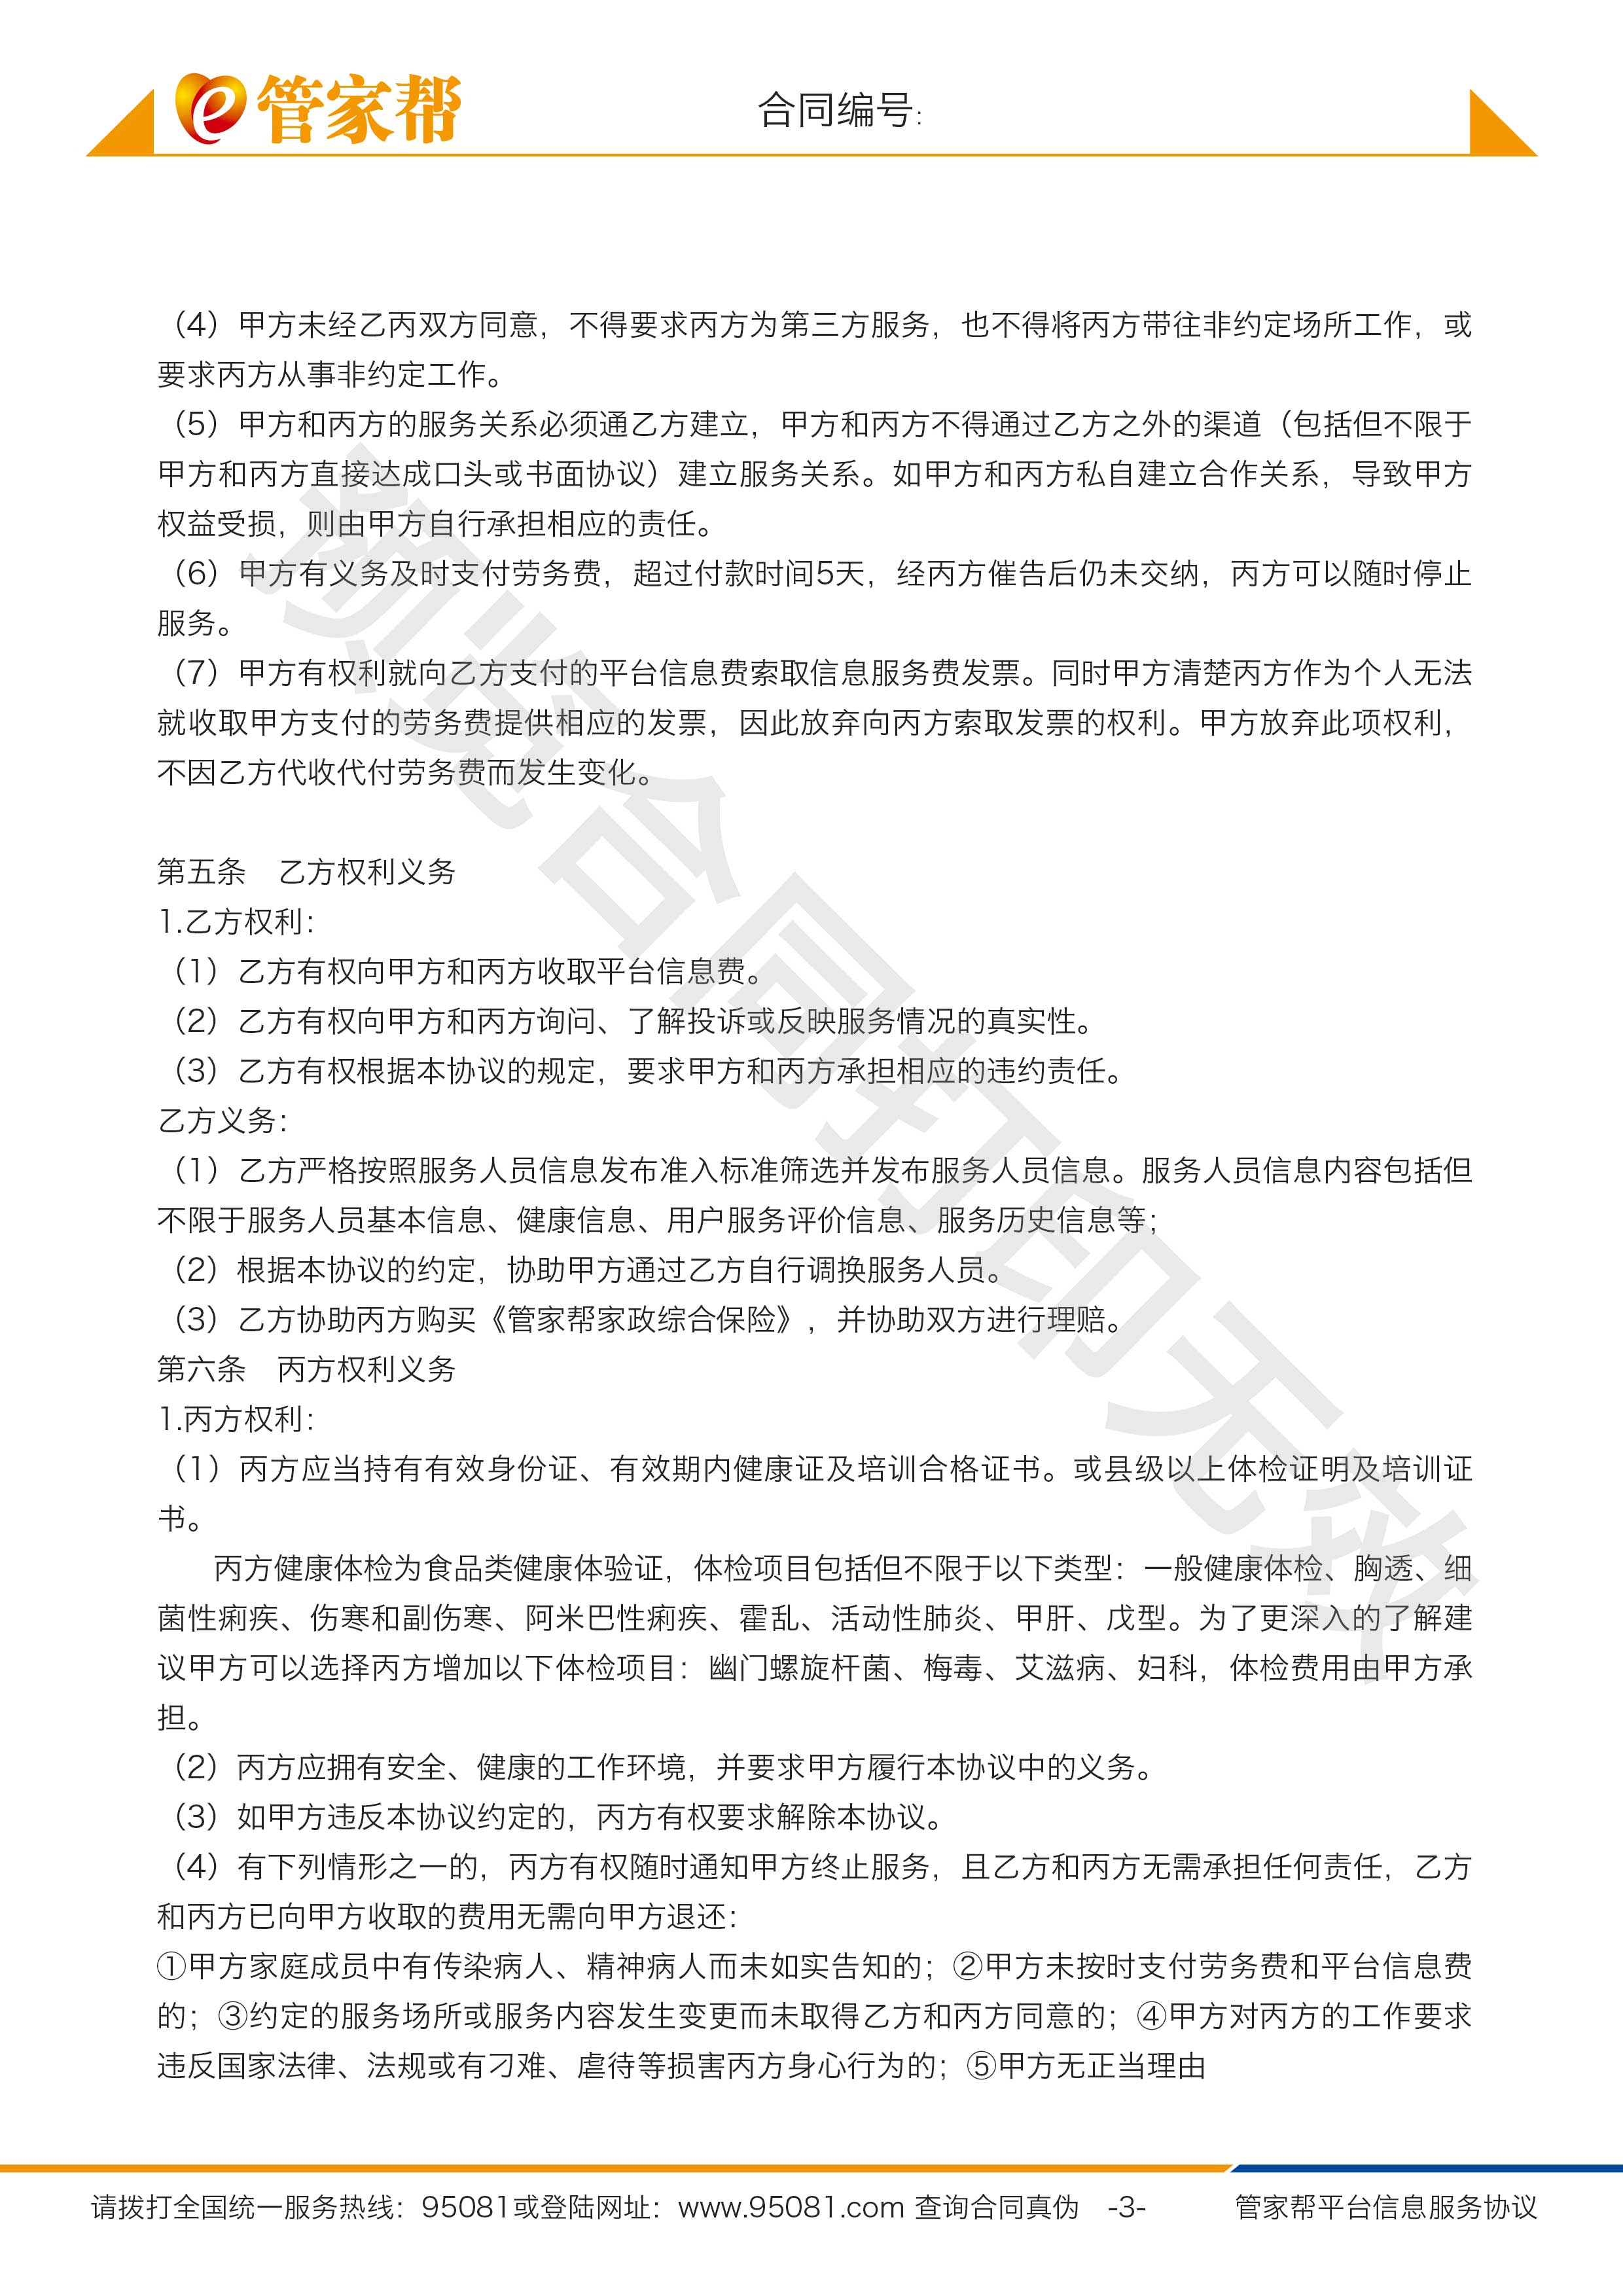 管家帮
合同编号：
（4）甲方未经乙丙双方同意，不得要求丙方为第三方服务，也不得将丙方带往非约定场所工作，或
要求丙方从事非约定工作。
（5）甲方和丙方的服务关系必须通乙方建立，甲方和丙方不得通过乙方之外的渠道（包括但不限于
甲方和丙方直接达成口头或书面协议）建立服务关系。如甲方和丙方私自建立合作关系，导致甲方
权益受损，则由甲方自行承担相应的责任。
（6）甲方有义务及时支付劳务费，超过付款时间5天，经丙方催告后仍未交纳，丙方可以随时停止
服务。
（7）甲方有权利就向乙方支付的平台信息费索取信息服务费发票。同时甲方清楚丙方作为个人无法
就收取甲方支付的劳务费提供相应的发票，因此放弃向丙方索取发票的权利。甲方放弃此项权利，
不因乙方代收代付劳务费而发生变化。
第五条　乙方权利义务
1.乙方权利：
（1）乙方有权向甲方和丙方收取平台信息费。
（2）乙方有权向甲方和丙方询问、了解投诉或反映服务情况的真实性。
（3）乙方有权根据本协议的规定，要求甲方和丙方承担相应的违约责任。
乙方义务：
（1）乙方严格按照服务人员信息发布准入标准筛选并发布服务人员信息。服务人员信息内容包括但
不限于服务人员基本信息、健康信息、用户服务评价信息、服务历史信息等；
（2）根据本协议的约定，协助甲方通过乙方自行调换服务人员。
（3）乙方协助丙方购买《管家帮家政综合保险》，并协助双方进行理赔。
第六条　丙方权利义务
1.丙方权利：
（1）丙方应当持有有效身份证、有效期内健康证及培训合格证书。或县级以上体检证明及培训证
书。
丙方健康体检为食品类健康体验证，体检项目包括但不限于以下类型：一般健康体检、胸透、细
菌性痢疾、伤寒和副伤寒、阿米巴性痢疾、霍乱、活动性肺炎、甲肝、戊型。为了更深入的了解建
议甲方可以选择丙方增加以下体检项目：幽门螺旋杆菌、梅毒、艾滋病、妇科，体检费用由甲方承
担。
（2）丙方应拥有安全、健康的工作环境，并要求甲方履行本协议中的义务。
（3）如甲方违反本协议约定的，丙方有权要求解除本协议。
（4）有下列情形之一的，丙方有权随时通知甲方终止服务，且乙方和丙方无需承担任何责任，乙方
和丙方已向甲方收取的费用无需向甲方退还：
①甲方家庭成员中有传染病人、精神病人而未如实告知的；②甲方未按时支付劳务费和平台信息费
的；③约定的服务场所或服务内容发生变更而未取得乙方和丙方同意的；④甲方对丙方的工作要求
违反国家法律、法规或有刁难、虐待等损害丙方身心行为的；⑤甲方无正当理由
预览合同打印无效
请拨打全国统一服务热线：95081或登陆网址：www.95081.com 查询合同真伪　-3-　管家帮平台信息服务协议